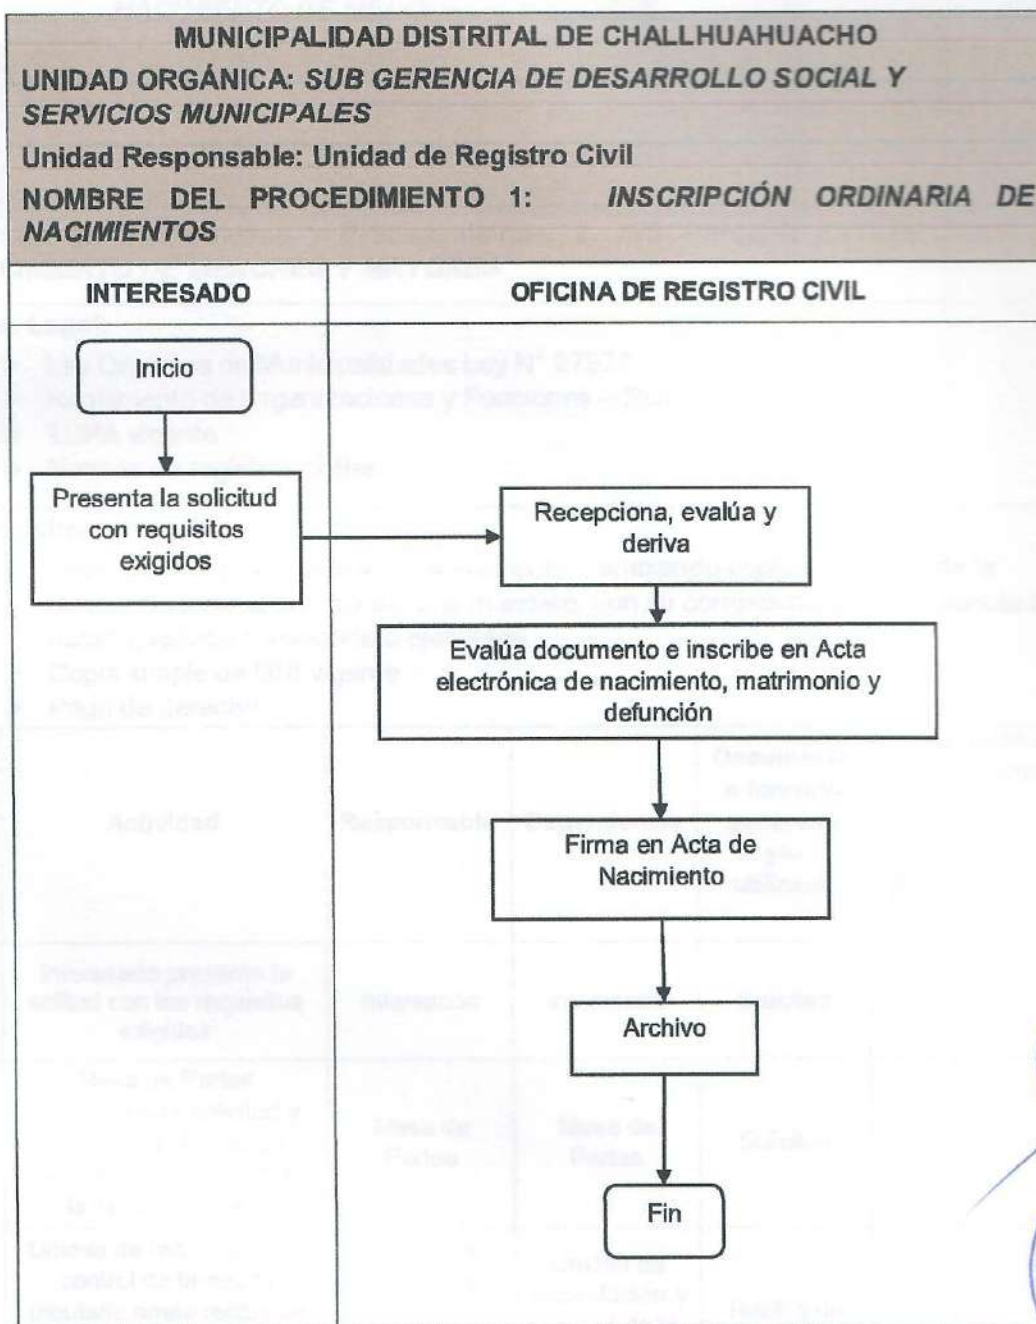 MUNICIPALIDAD DISTRITAL DE CHALLHUAHUACHO
UNIDAD ORGÁNICA: SUB GERENCIA DE DESARROLLO SOCIAL Y
SERVICIOS MUNICIPALES
Unidad Responsable: Unidad de Registro Civil
NOMBRE DEL PROCEDIMIENTO 1: INSCRIPCIÓN ORDINARIA DE
NACIMIENTOS
INTERESADO
OFICINA DE REGISTRO CIVIL
Inicio
Presenta la solicitud
con requisitos
exigidos
Recepciona, evalúa y
deriva
Evalúa documento e inscribe en Acta
electrónica de nacimiento, matrimonio y
defunción
Firma en Acta de
Nacimiento
Archivo
Fin